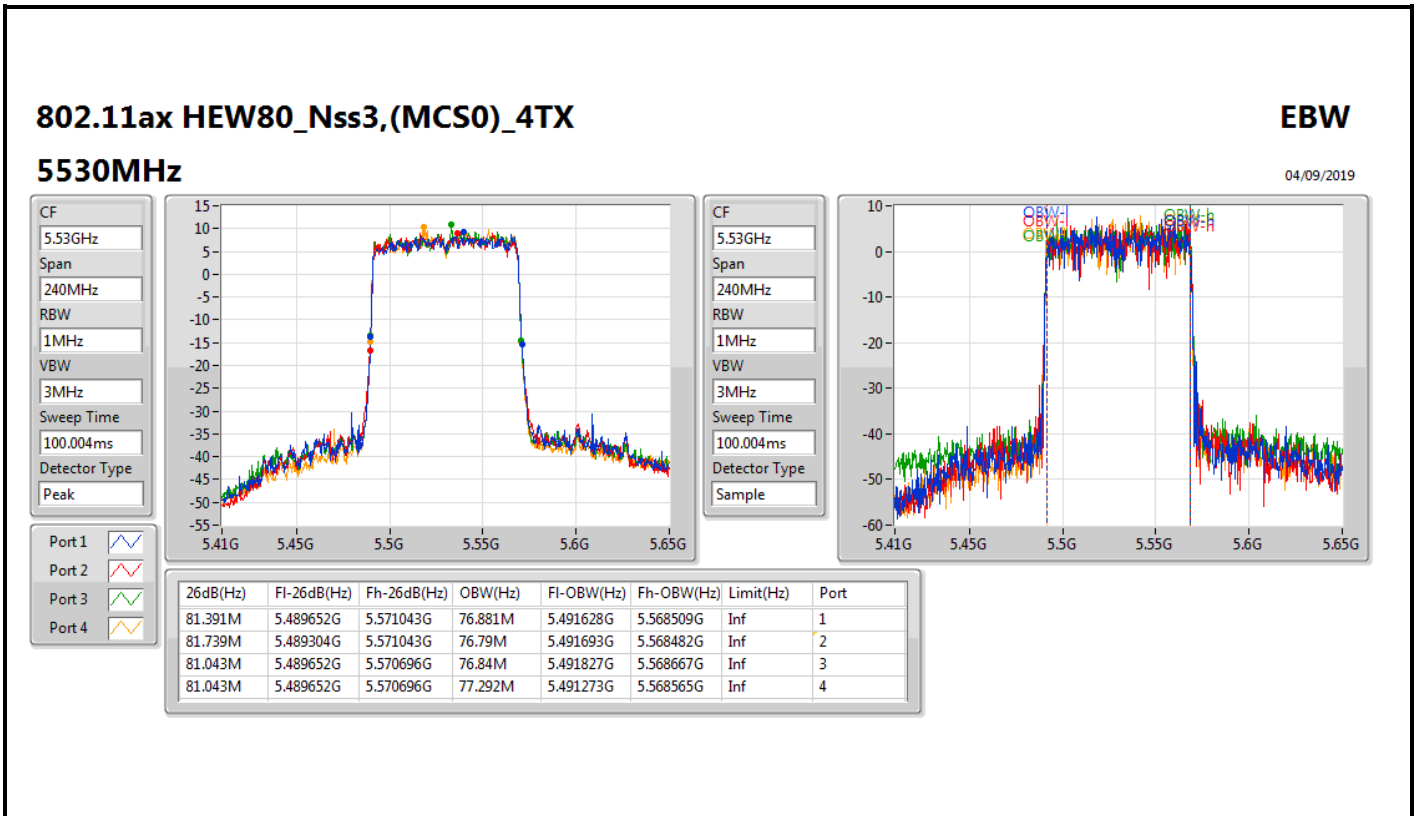 802.11ax HEW80_Nss3,(MCS0)_4TX
EBW
5530MHz
04/09/2019
CF
5.53GHz
Span
240MHz
RBW
1MHz
VBW
3MHz
Sweep Time
100.004ms
Detector Type
Peak
15
10
5
0
-5
-10
-15
-20
-25
-30
-35
-40
-45
-50
-55
5.41G 5.45G 5.5G 5.55G 5.6G 5.65G
CF
5.53GHz
Span
240MHz
RBW
1MHz
VBW
3MHz
Sweep Time
100.004ms
Detector Type
Sample
10
0
-10
-20
-30
-40
-50
-60
OBW-l
OBW-l
OBW-h
OBW-h
5.41G 5.45G 5.5G 5.55G 5.6G 5.65G
Port 1
Port 2
Port 3
Port 4
26dB(Hz) Fl-26dB(Hz) Fh-26dB(Hz) OBW(Hz) Fl-OBW(Hz) Fh-OBW(Hz) Limit(Hz) Port
81.391M 5.489652G 5.571043G 76.881M 5.491628G 5.568509G Inf 1
81.739M 5.489304G 5.571043G 76.79M 5.491693G 5.568482G Inf 2
81.043M 5.489652G 5.570696G 76.84M 5.491827G 5.568667G Inf 3
81.043M 5.489652G 5.570696G 77.292M 5.491273G 5.568565G Inf 4